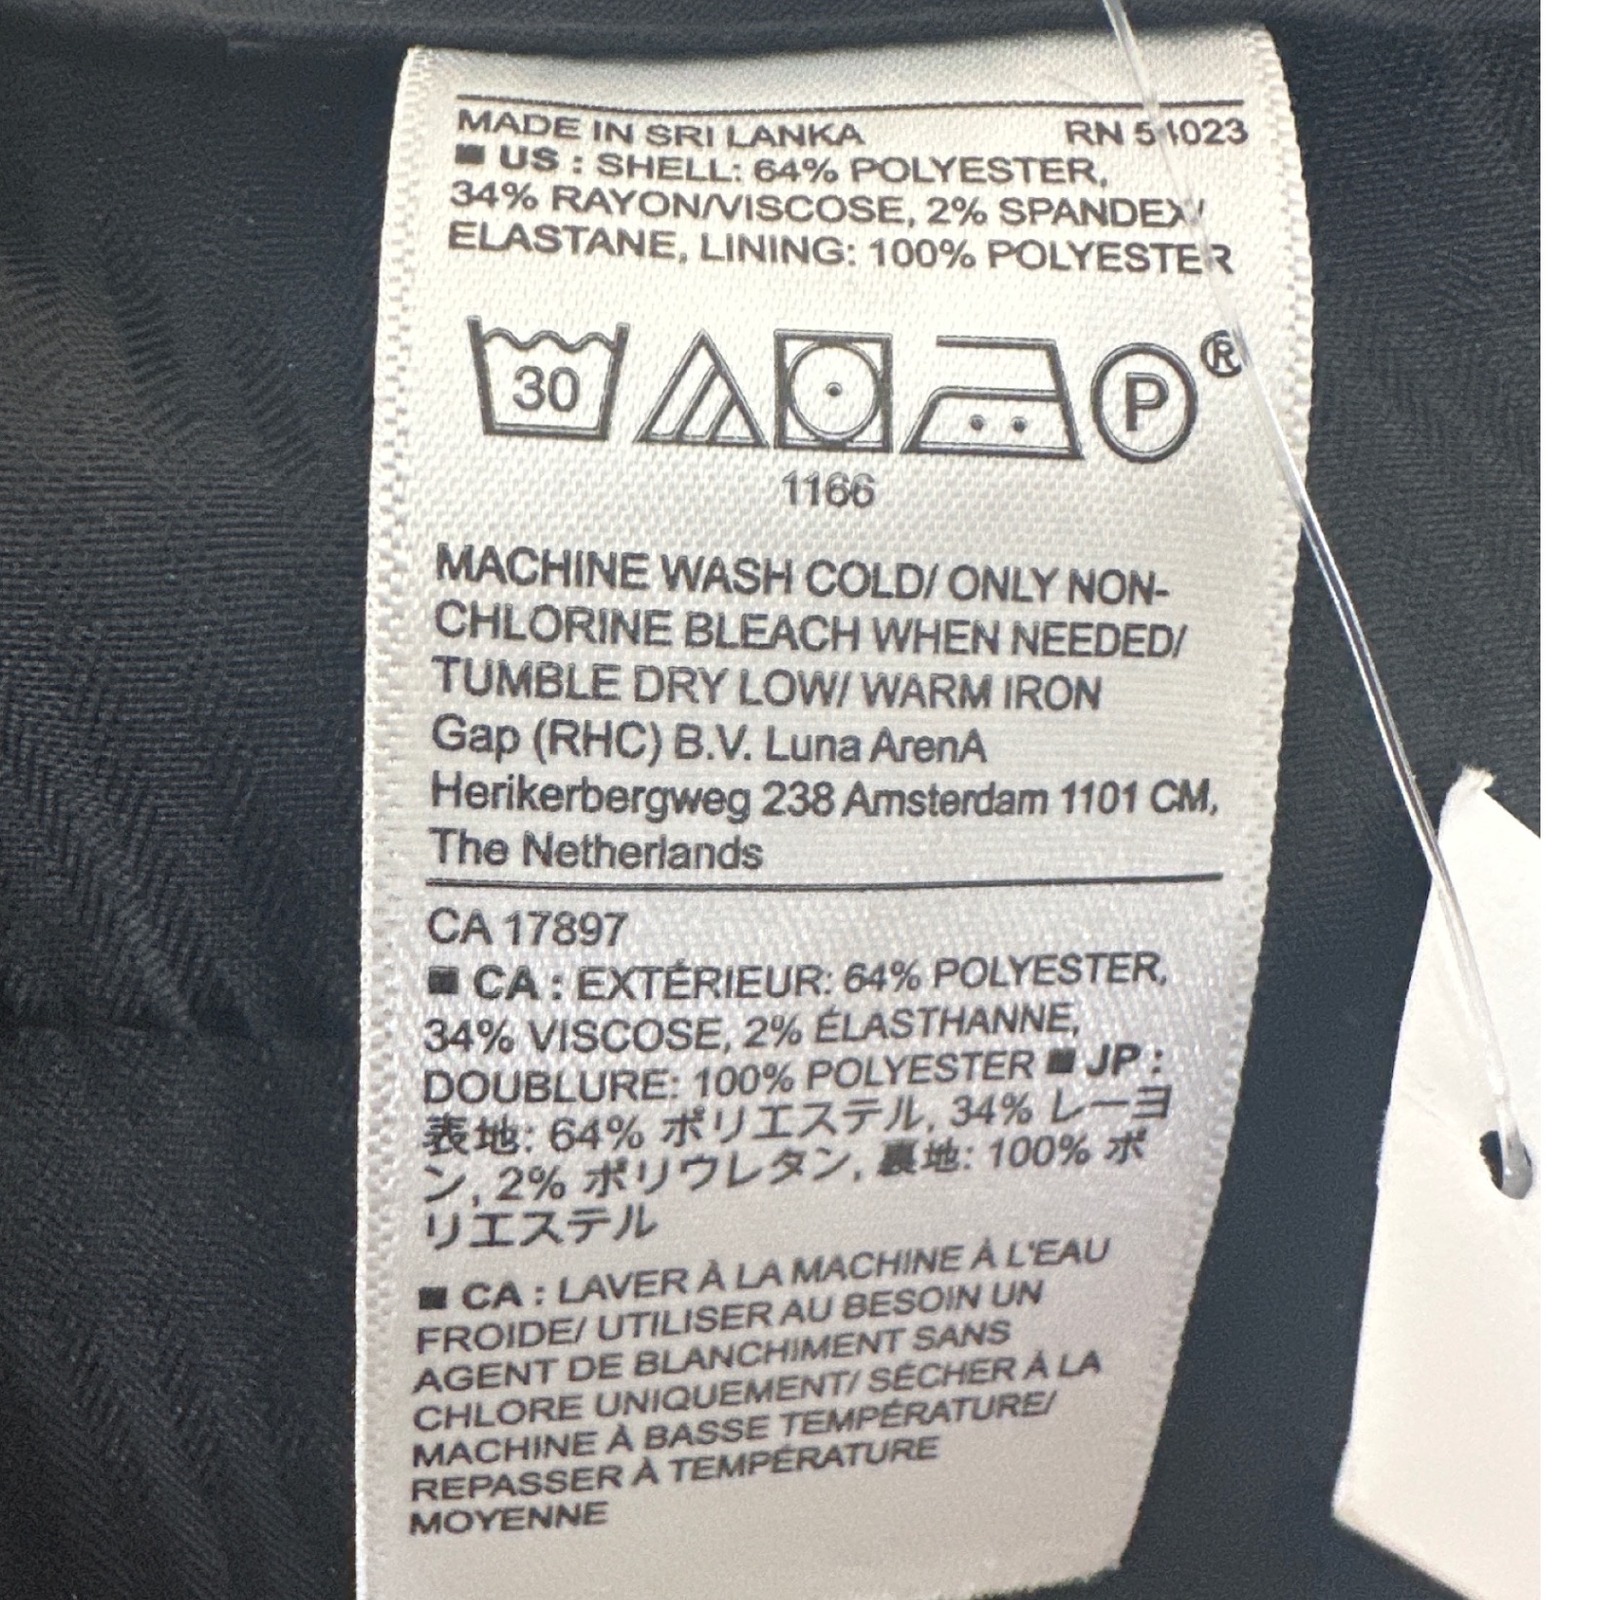 MADE IN SRI LANKA RN 54023
■ US : SHELL: 64% POLYESTER,
34% RAYON/VISCOSE, 2% SPANDEX/
ELASTANE, LINING: 100% POLYESTER
30 P ®
1166
MACHINE WASH COLD/ ONLY NON-
CHLORINE BLEACH WHEN NEEDED/
TUMBLE DRY LOW/ WARM IRON
Gap (RHC) B.V. Luna ArenA
Herikerbergweg 238 Amsterdam 1101 CM,
The Netherlands
CA 17897
■ CA : EXTÉRIEUR: 64% POLYESTER,
34% VISCOSE, 2% ÉLASTHANNE,
DOUBLURE: 100% POLYESTER ■ JP :
表地: 64% ポリエステル, 34% レーヨ
ン, 2% ポリウレタン, 裏地: 100% ポ
リエステル
■ CA : LAVER À LA MACHINE À L'EAU
FROIDE/ UTILISER AU BESOIN UN
AGENT DE BLANCHIMENT SANS
CHLORE UNIQUEMENT/ SÉCHER À LA
MACHINE À BASSE TEMPÉRATURE/
REPASSER À TEMPÉRATURE
MOYENNE